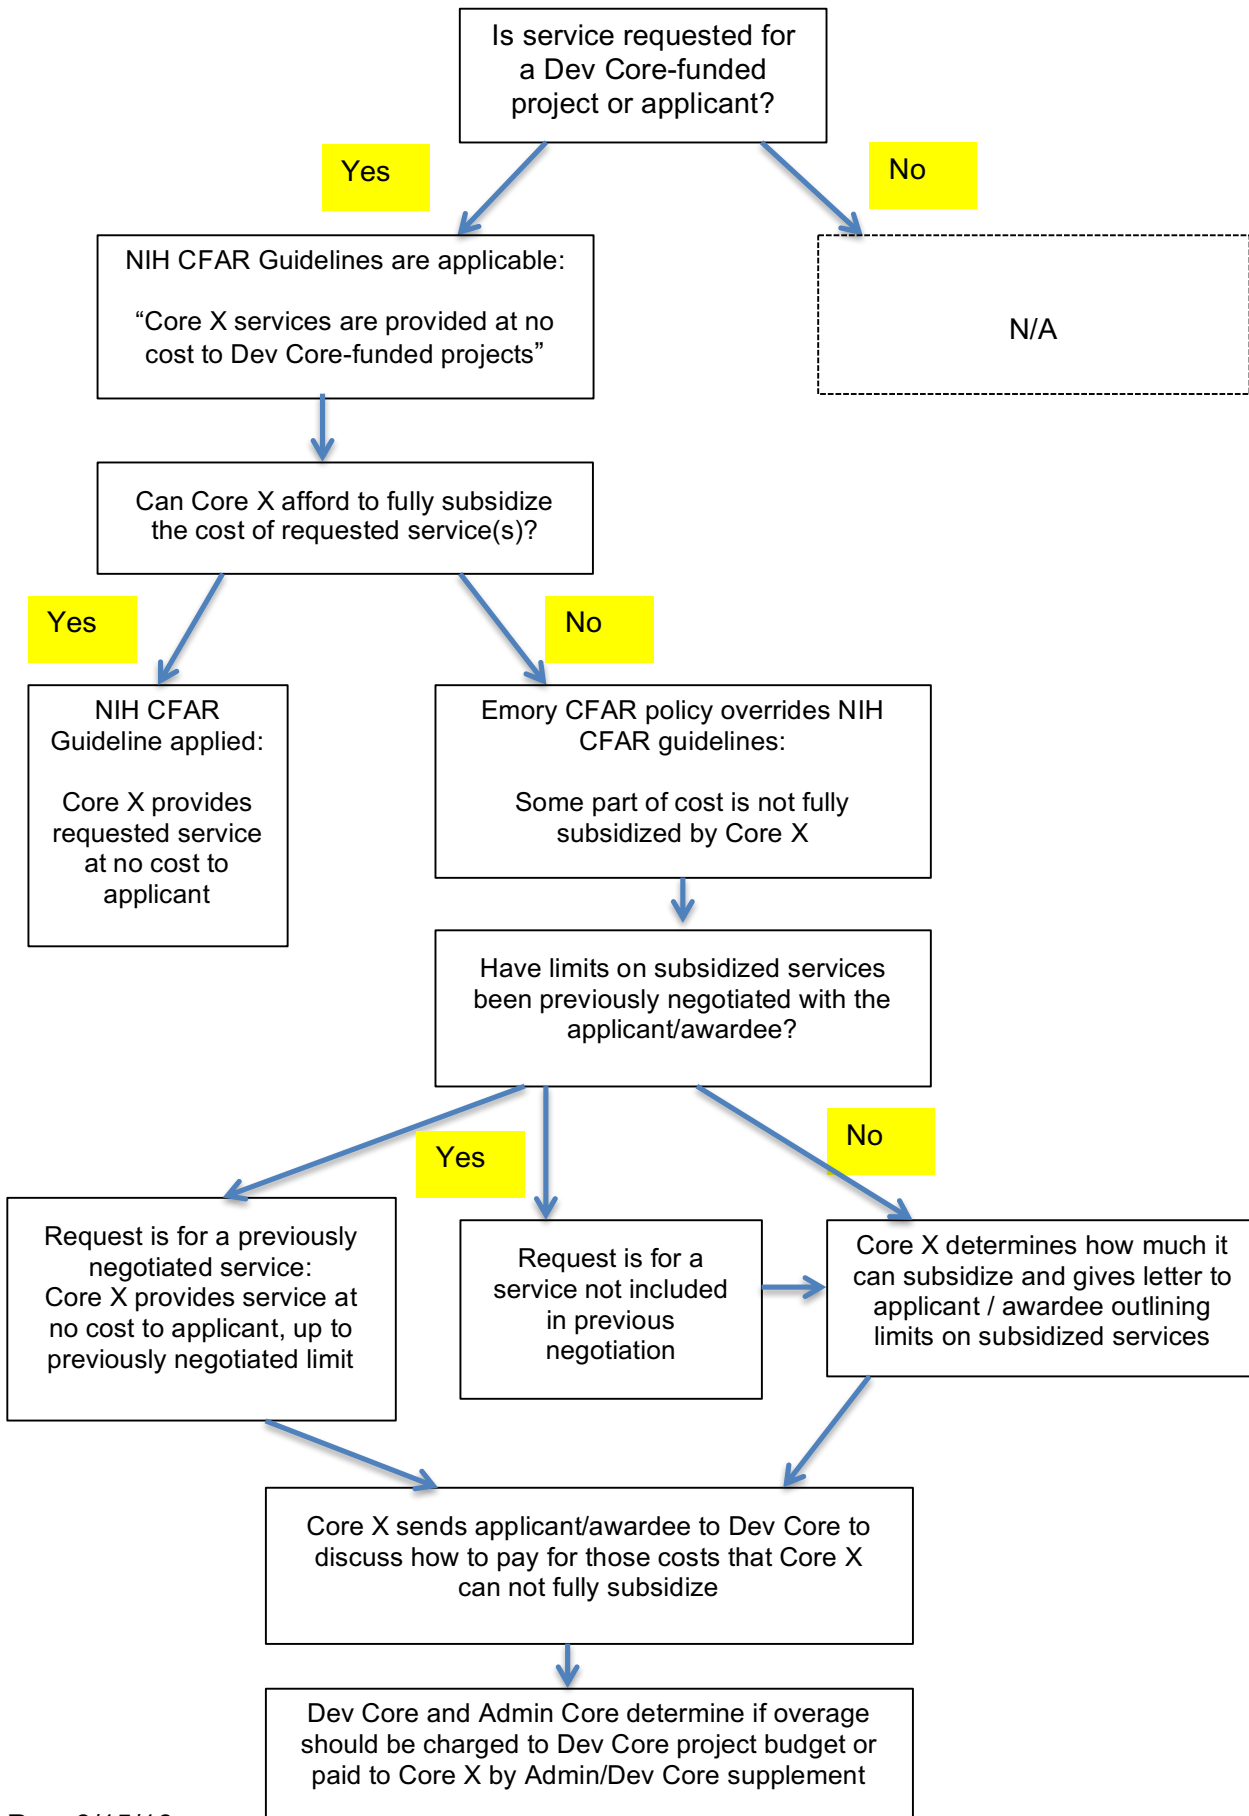 Is service requested for
a Dev Core-funded
project or applicant?
Yes
No
NIH CFAR Guidelines are applicable:
“Core X services are provided at no
cost to Dev Core-funded projects”
N/A
Can Core X afford to fully subsidize
the cost of requested service(s)?
Yes
No
NIH CFAR
Guideline applied:
Core X provides
requested service
at no cost to
applicant
Emory CFAR policy overrides NIH
CFAR guidelines:
Some part of cost is not fully
subsidized by Core X
Have limits on subsidized services
been previously negotiated with the
applicant/awardee?
Yes
No
Request is for a previously
negotiated service:
Core X provides service at
no cost to applicant, up to
previously negotiated limit
Request is for a
service not included
in previous
negotiation
Core X determines how much it
can subsidize and gives letter to
applicant / awardee outlining
limits on subsidized services
Core X sends applicant/awardee to Dev Core to
discuss how to pay for those costs that Core X
can not fully subsidize
Dev Core and Admin Core determine if overage
should be charged to Dev Core project budget or
paid to Core X by Admin/Dev Core supplement